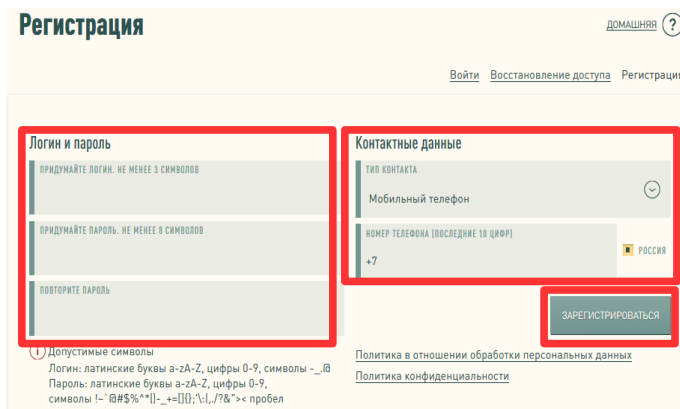 Регистрация
ДОМАШНЯЯ ?
Войти Восстановление доступа Регистрация
Логин и пароль
ПРИДУМАЙТЕ ЛОГИН. НЕ МЕНЕЕ 3 СИМВОЛОВ
ПРИДУМАЙТЕ ПАРОЛЬ. НЕ МЕНЕЕ 8 СИМВОЛОВ
ПОВТОРИТЕ ПАРОЛЬ
Допустимые символы
Логин: латинские буквы a-zA-Z, цифры 0-9, символы -_.@
Пароль: латинские буквы a-zA-Z, цифры 0-9,
символы !~`@#$%^*()-_+=[]{};'\:|,./?&">< пробел
Контактные данные
ТИП КОНТАКТА
Мобильный телефон
НОМЕР ТЕЛЕФОНА (ПОСЛЕДНИЕ 10 ЦИФР)
+7
РОССИЯ
ЗАРЕГИСТРИРОВАТЬСЯ
Политика в отношении обработки персональных данных
Политика конфиденциальности